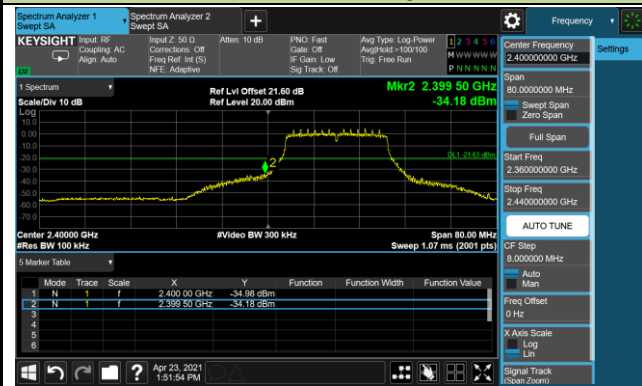 Spectrum Analyzer 1
Swept SA
Spectrum Analyzer 2
Swept SA
+
Frequency
KEYSIGHT
Input: RF
Coupling: AC
Align: Auto
Input Z: 50 Ω
Corrections: Off
Freq Ref: Int (S)
NFE: Adaptive
Atten: 10 dB
PNO: Fast
Gate: Off
IF Gain: Low
Sig Track: Off
Avg Type: Log-Power
Avg|Hold:>100/100
Trig: Free Run
1 2 3 4 5 6
M W W W W W
P N N N N N
LXI
Center Frequency
2.400000000 GHz
Settings
Span
80.0000000 MHz
Swept Span
Zero Span
Full Span
Start Freq
2.360000000 GHz
Stop Freq
2.440000000 GHz
AUTO TUNE
CF Step
8.000000 MHz
Auto
Man
Freq Offset
0 Hz
X Axis Scale
Log
Lin
Signal Track
(Span Zoom)
1 Spectrum
Scale/Div 10 dB
Log
Ref Lvl Offset 21.60 dB
Ref Level 20.00 dBm
Mkr2 2.399 50 GHz
-34.18 dBm
10.0
0.00
-10.0
-20.0
-30.0
-40.0
-50.0
-60.0
-70.0
2
DL1 -21.63 dBm
Center 2.40000 GHz
#Res BW 100 kHz
#Video BW 300 kHz
Span 80.00 MHz
Sweep 1.07 ms (2001 pts)
5 Marker Table
Mode Trace Scale X Y Function Function Width Function Value
1 N 1 f 2.400 00 GHz -34.98 dBm
2 N 1 f 2.399 50 GHz -34.18 dBm
3
4
5
6
?
Apr 23, 2021
1:51:54 PM